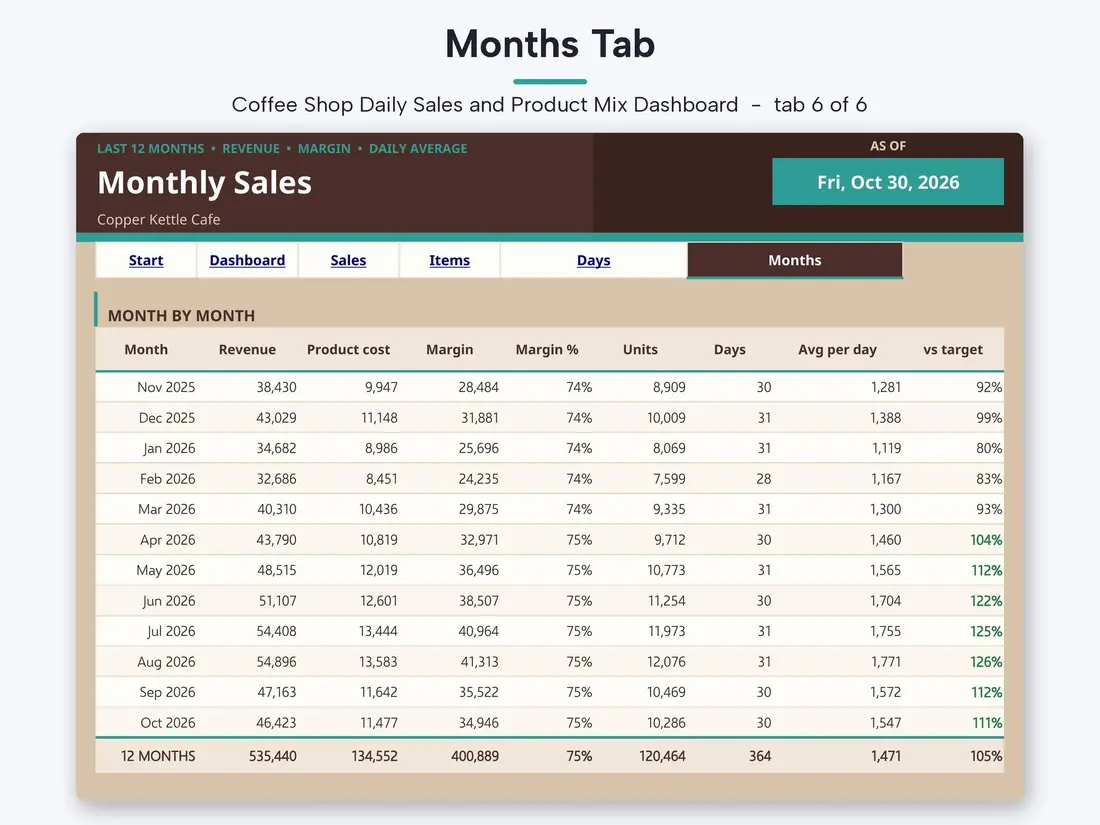 Months Tab
Coffee Shop Daily Sales and Product Mix Dashboard – tab 6 of 6
LAST 12 MONTHS • REVENUE • MARGIN • DAILY AVERAGE
AS OF
Monthly Sales
Fri, Oct 30, 2026
Copper Kettle Cafe
Start Dashboard Sales Items Days Months
MONTH BY MONTH
Month Revenue Product cost Margin Margin % Units Days Avg per day vs target
Nov 2025 38,430 9,947 28,484 74% 8,909 30 1,281 92%
Dec 2025 43,029 11,148 31,881 74% 10,009 31 1,388 99%
Jan 2026 34,682 8,986 25,696 74% 8,069 31 1,119 80%
Feb 2026 32,686 8,451 24,235 74% 7,599 28 1,167 83%
Mar 2026 40,310 10,436 29,875 74% 9,335 31 1,300 93%
Apr 2026 43,790 10,819 32,971 75% 9,712 30 1,460 104%
May 2026 48,515 12,019 36,496 75% 10,773 31 1,565 112%
Jun 2026 51,107 12,601 38,507 75% 11,254 30 1,704 122%
Jul 2026 54,408 13,444 40,964 75% 11,973 31 1,755 125%
Aug 2026 54,896 13,583 41,313 75% 12,076 31 1,771 126%
Sep 2026 47,163 11,642 35,522 75% 10,469 30 1,572 112%
Oct 2026 46,423 11,477 34,946 75% 10,286 30 1,547 111%
12 MONTHS 535,440 134,552 400,889 75% 120,464 364 1,471 105%